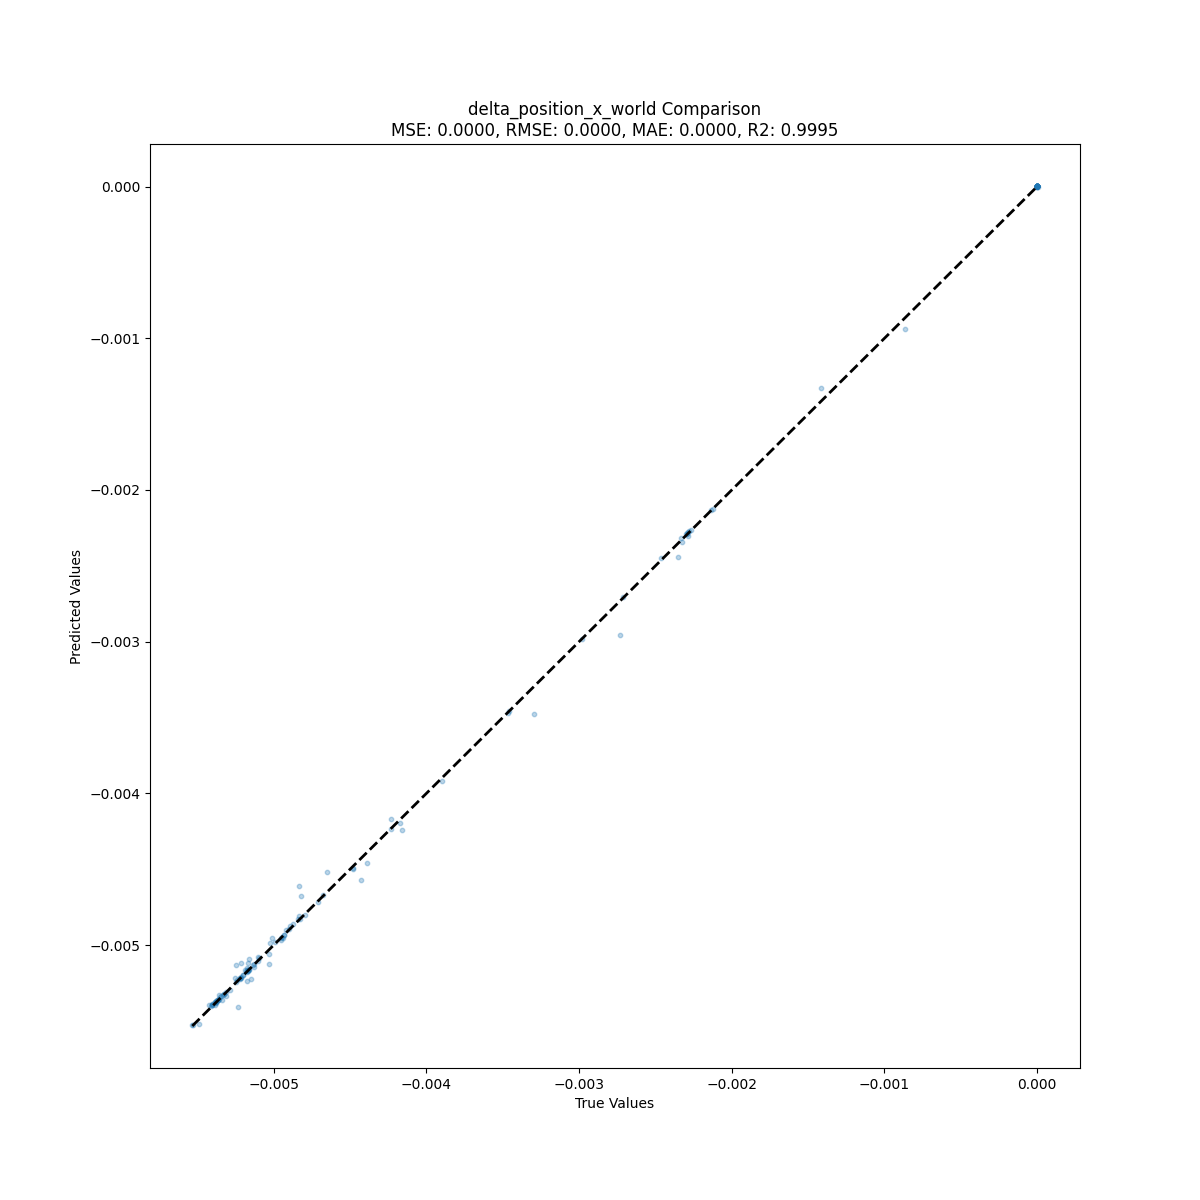 delta_position_x_world Comparison
MSE: 0.0000, RMSE: 0.0000, MAE: 0.0000, R2: 0.9995
0.000
−0.001
−0.002
−0.003
−0.004
−0.005
Predicted Values
−0.005 −0.004 −0.003 −0.002 −0.001 0.000
True Values